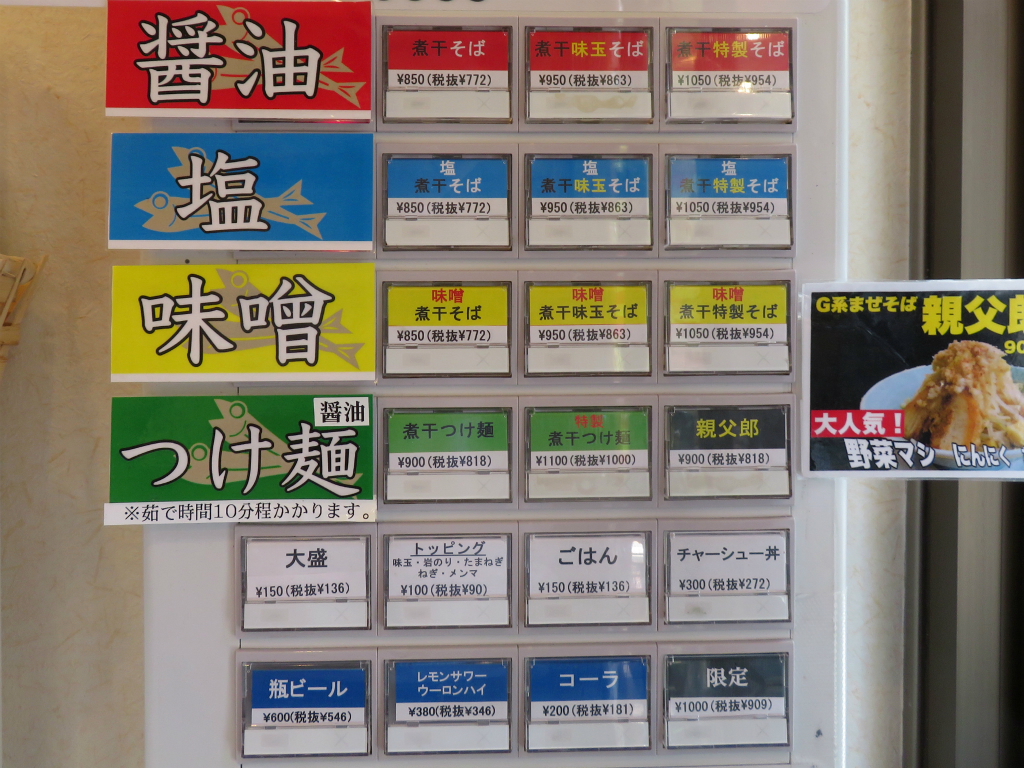 醤油
煮干そば
¥850(税抜¥772)
煮干味玉そば
¥950(税抜¥863)
煮干特製そば
¥1050(税抜¥954)
塩
塩
煮干そば
¥850(税抜¥772)
塩
煮干味玉そば
¥950(税抜¥863)
塩
煮干特製そば
¥1050(税抜¥954)
味噌
味噌
煮干そば
¥850(税抜¥772)
味噌
煮干味玉そば
¥950(税抜¥863)
味噌
煮干特製そば
¥1050(税抜¥954)
G系まぜそば
親父郎
90
大人気!
野菜マシ にんにく
醤油
つけ麺
※茹で時間10分程かかります。
煮干つけ麺
¥900(税抜¥818)
特製
煮干つけ麺
¥1100(税抜¥1000)
親父郎
¥900(税抜¥818)
大盛
¥150(税抜¥136)
トッピング
味玉・岩のり・たまねぎ
ねぎ・メンマ
¥100(税抜¥90)
ごはん
¥150(税抜¥136)
チャーシュー丼
¥300(税抜¥272)
瓶ビール
¥600(税抜¥546)
レモンサワー
ウーロンハイ
¥380(税抜¥346)
コーラ
¥200(税抜¥181)
限定
¥1000(税抜¥909)